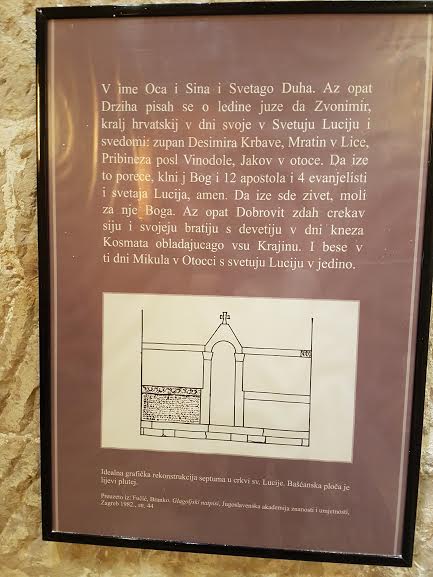 V ime Oca i Sina i Svetago Duha. Az opat
Drziha pisah se o ledine juze da Zvonimir,
kralj hrvatskij v dni svoje v Svetuju Luciju i
svedomi: zupan Desimira Krbave, Mratin v Lice,
Pribineza posl Vinodole, Jakov v otoce. Da ize
to porece, klni j Bog i 12 apostola i 4 evanjelisti
i svetaja Lucija, amen. Da ize sde zivet, moli
za nje Boga. Az opat Dobrovit zdah crekav
siju i svojeju bratiju s devetiju v dni kneza
Kosmata obladajucago vsu Krajinu. I bese v
ti dni Mikula v Otocci s svetuju Luciju v jedino.
Idealna grafička rekonstrukcija septuma u crkvi sv. Lucije, Bašćanska ploča je
lijevi plutej.
Preuzeto iz: Fučić, Branko. Glagoljski natpisi, Jugoslavenska akademija znanosti i umjetnosti,
Zagreb 1982., str. 44